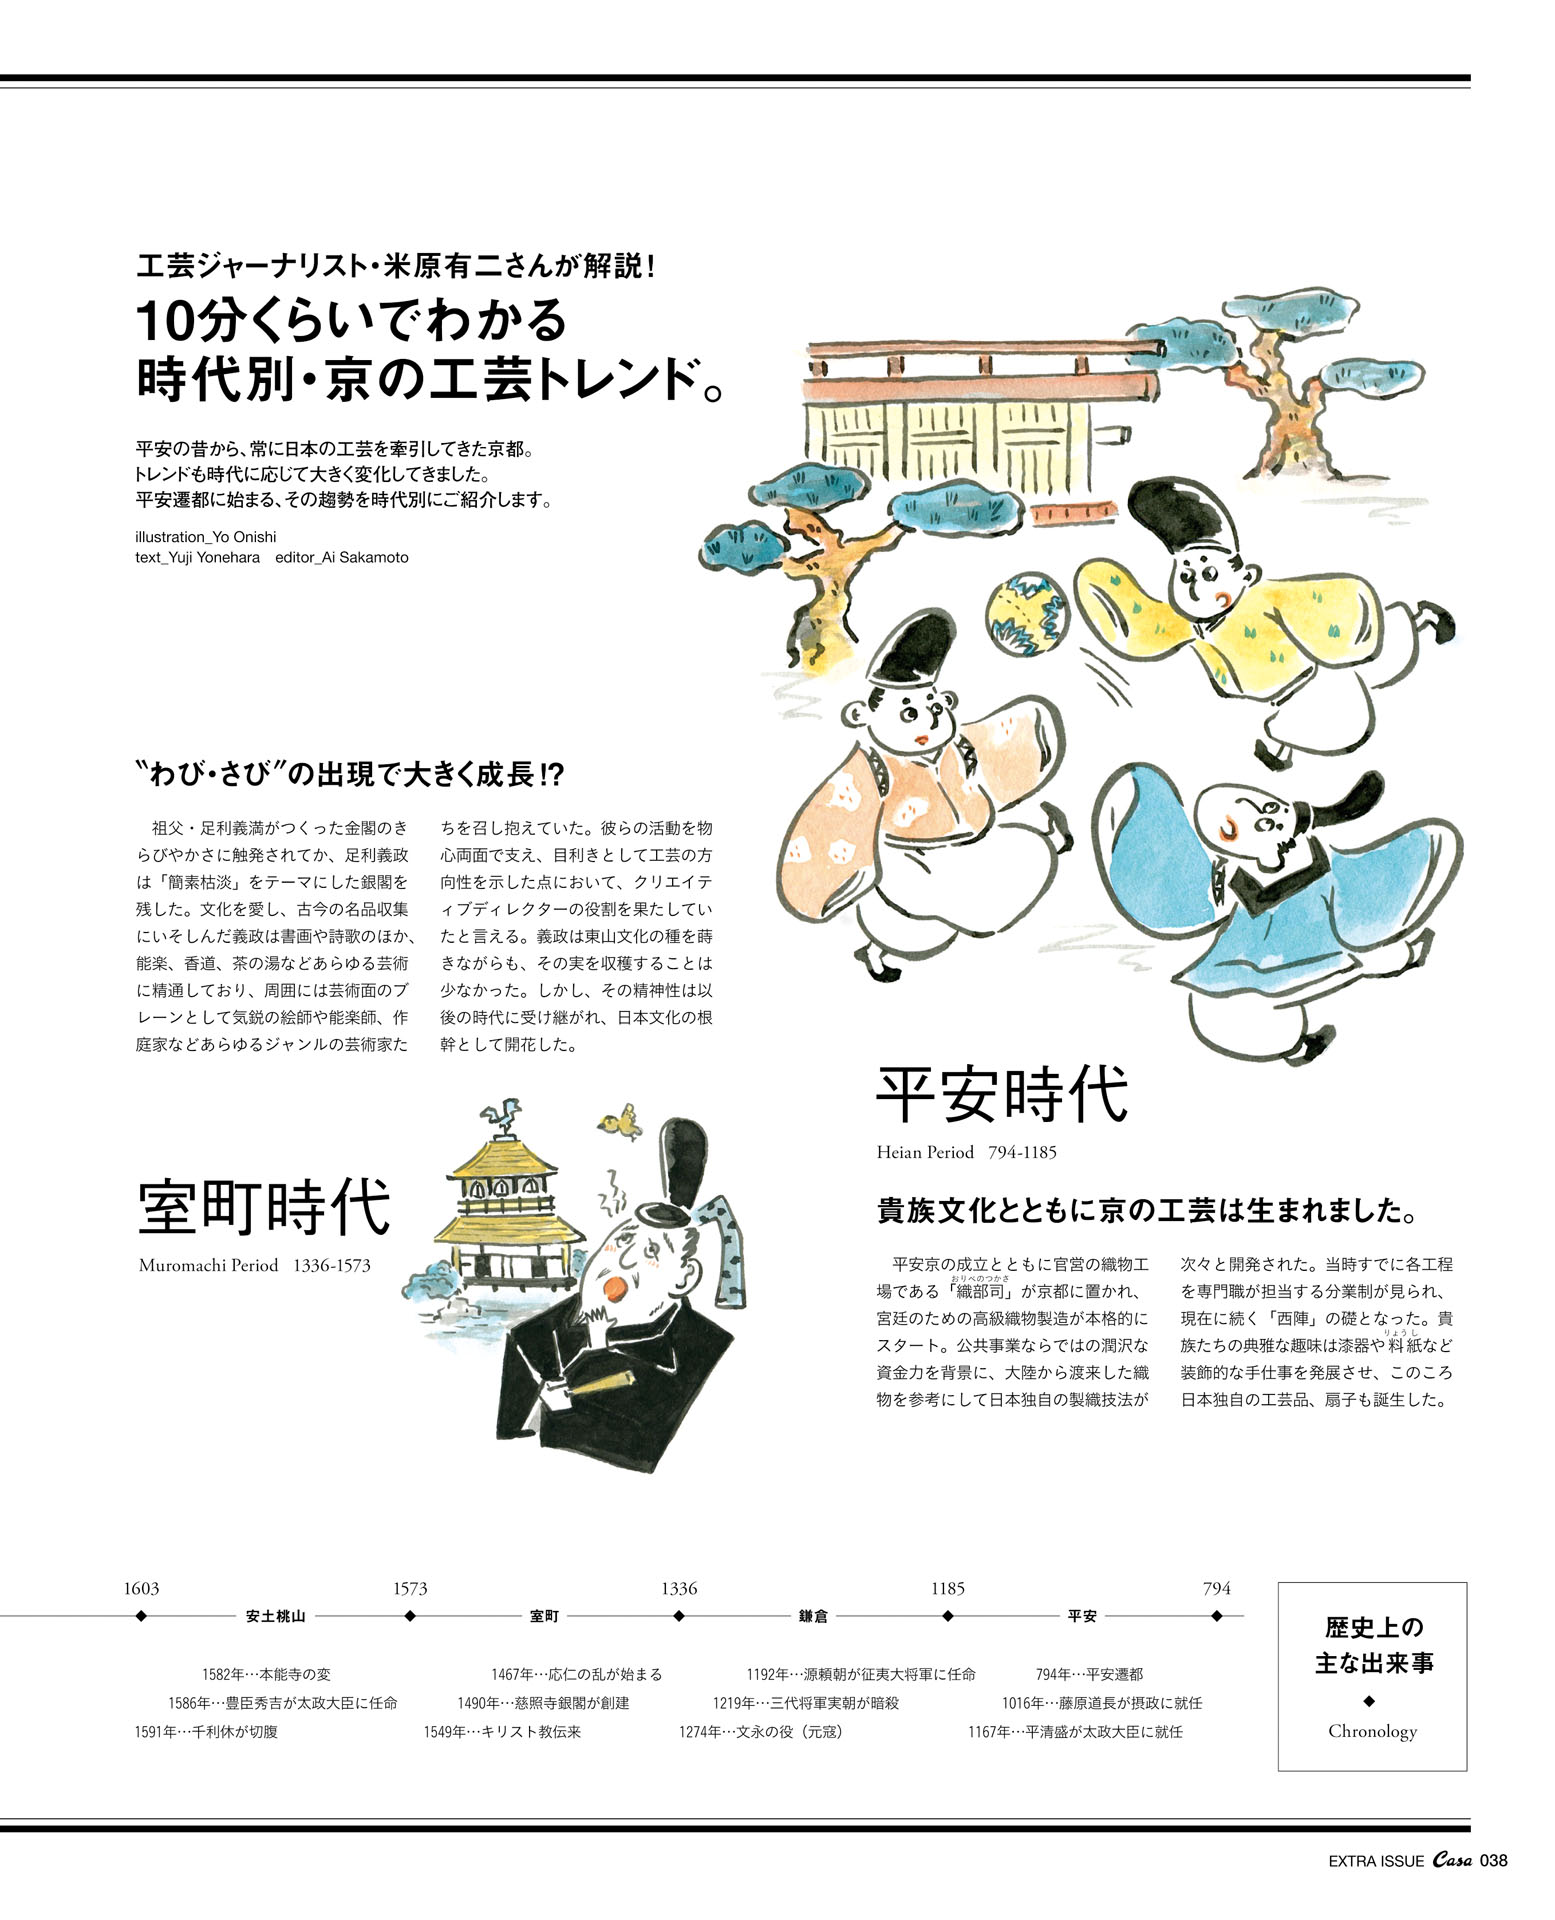 工芸ジャーナリスト・米原有二さんが解説！
10分くらいでわかる
時代別・京の工芸トレンド。
平安の昔から、常に日本の工芸を牽引してきた京都。
トレンドも時代に応じて大きく変化してきました。
平安遷都に始まる、その趨勢を時代別にご紹介します。
illustration_Yo Onishi
text_Yuji Yonehara　editor_Ai Sakamoto
平安時代
Heian Period　794-1185
貴族文化とともに京の工芸は生まれました。
　平安京の成立とともに官営の織物工
おりべのつかさ
場である「織部司」が京都に置かれ、
宮廷のための高級織物製造が本格的に
スタート。公共事業ならではの潤沢な
資金力を背景に、大陸から渡来した織
物を参考にして日本独自の製織技法が
次々と開発された。当時すでに各工程
を専門職が担当する分業制が見られ、
現在に続く「西陣」の礎となった。貴
りょうし
族たちの典雅な趣味は漆器や料紙など
装飾的な手仕事を発展させ、このころ
日本独自の工芸品、扇子も誕生した。
〝わび・さび〞の出現で大きく成長!?
　祖父・足利義満がつくった金閣のき
らびやかさに触発されてか、足利義政
は「簡素枯淡」をテーマにした銀閣を
残した。文化を愛し、古今の名品収集
にいそしんだ義政は書画や詩歌のほか、
能楽、香道、茶の湯などあらゆる芸術
に精通しており、周囲には芸術面のブ
レーンとして気鋭の絵師や能楽師、作
庭家などあらゆるジャンルの芸術家た
ちを召し抱えていた。彼らの活動を物
心両面で支え、目利きとして工芸の方
向性を示した点において、クリエイテ
ィブディレクターの役割を果たしてい
たと言える。義政は東山文化の種を蒔
きながらも、その実を収穫することは
少なかった。しかし、その精神性は以
後の時代に受け継がれ、日本文化の根
幹として開花した。
室町時代
Muromachi Period　1336-1573
歴史上の
主な出来事
◆
Chronology
1603　1573　1336　1185　794
安土桃山　室町　鎌倉　平安
794年…平安遷都
1016年…藤原道長が摂政に就任
1167年…平清盛が太政大臣に就任
1192年…源頼朝が征夷大将軍に任命
1219年…三代将軍実朝が暗殺
1274年…文永の役（元寇）
1467年…応仁の乱が始まる
1490年…慈照寺銀閣が創建
1549年…キリスト教伝来
1582年…本能寺の変
1586年…豊臣秀吉が太政大臣に任命
1591年…千利休が切腹
EXTRA ISSUE Casa 038